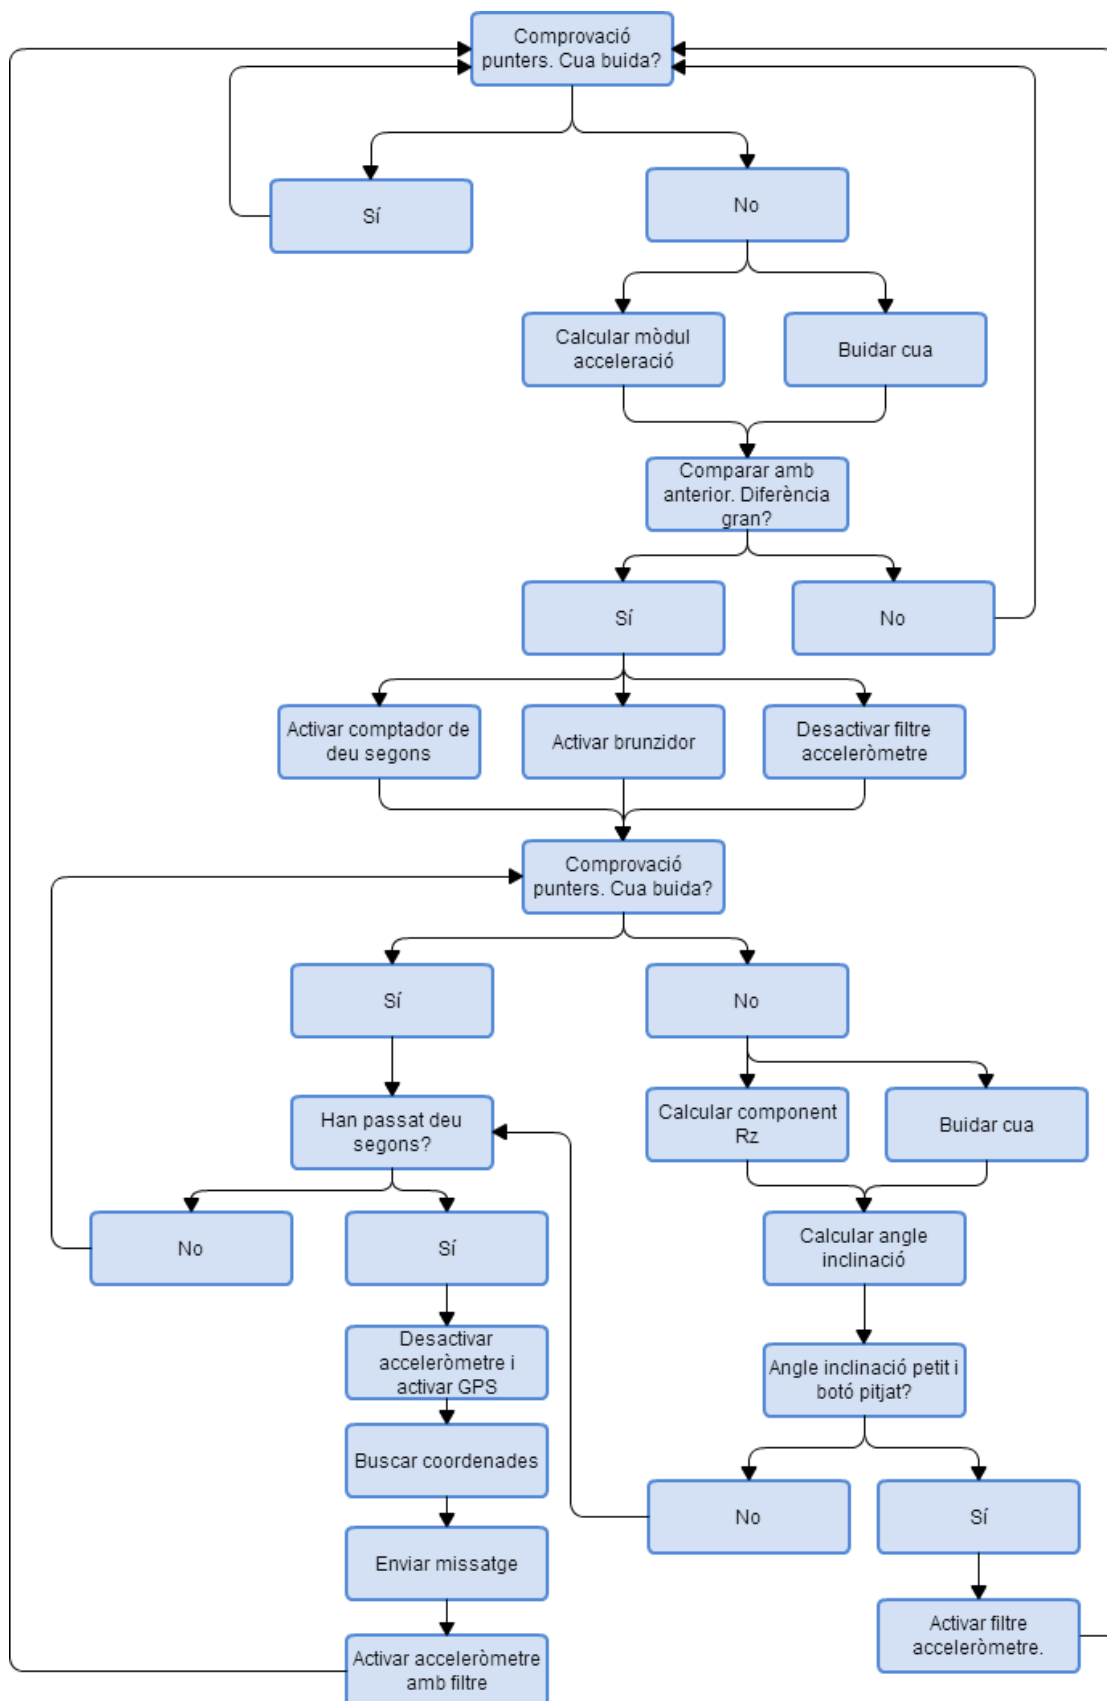 Comprovació
punters. Cua buida?
Sí
No
Calcular mòdul
acceleració
Buidar cua
Comparar amb
anterior. Diferència
gran?
Sí
No
Activar comptador de
deu segons
Activar brunzidor
Desactivar filtre
acceleròmetre
Comprovació
punters. Cua buida?
Sí
No
Han passat deu
segons?
Calcular component
Rz
Buidar cua
No
Sí
Calcular angle
inclinació
Desactivar
acceleròmetre i
activar GPS
Angle inclinació petit i
botó pitjat?
Buscar coordenades
No
Sí
Enviar missatge
Activar acceleròmetre
amb filtre
Activar filtre
acceleròmetre.